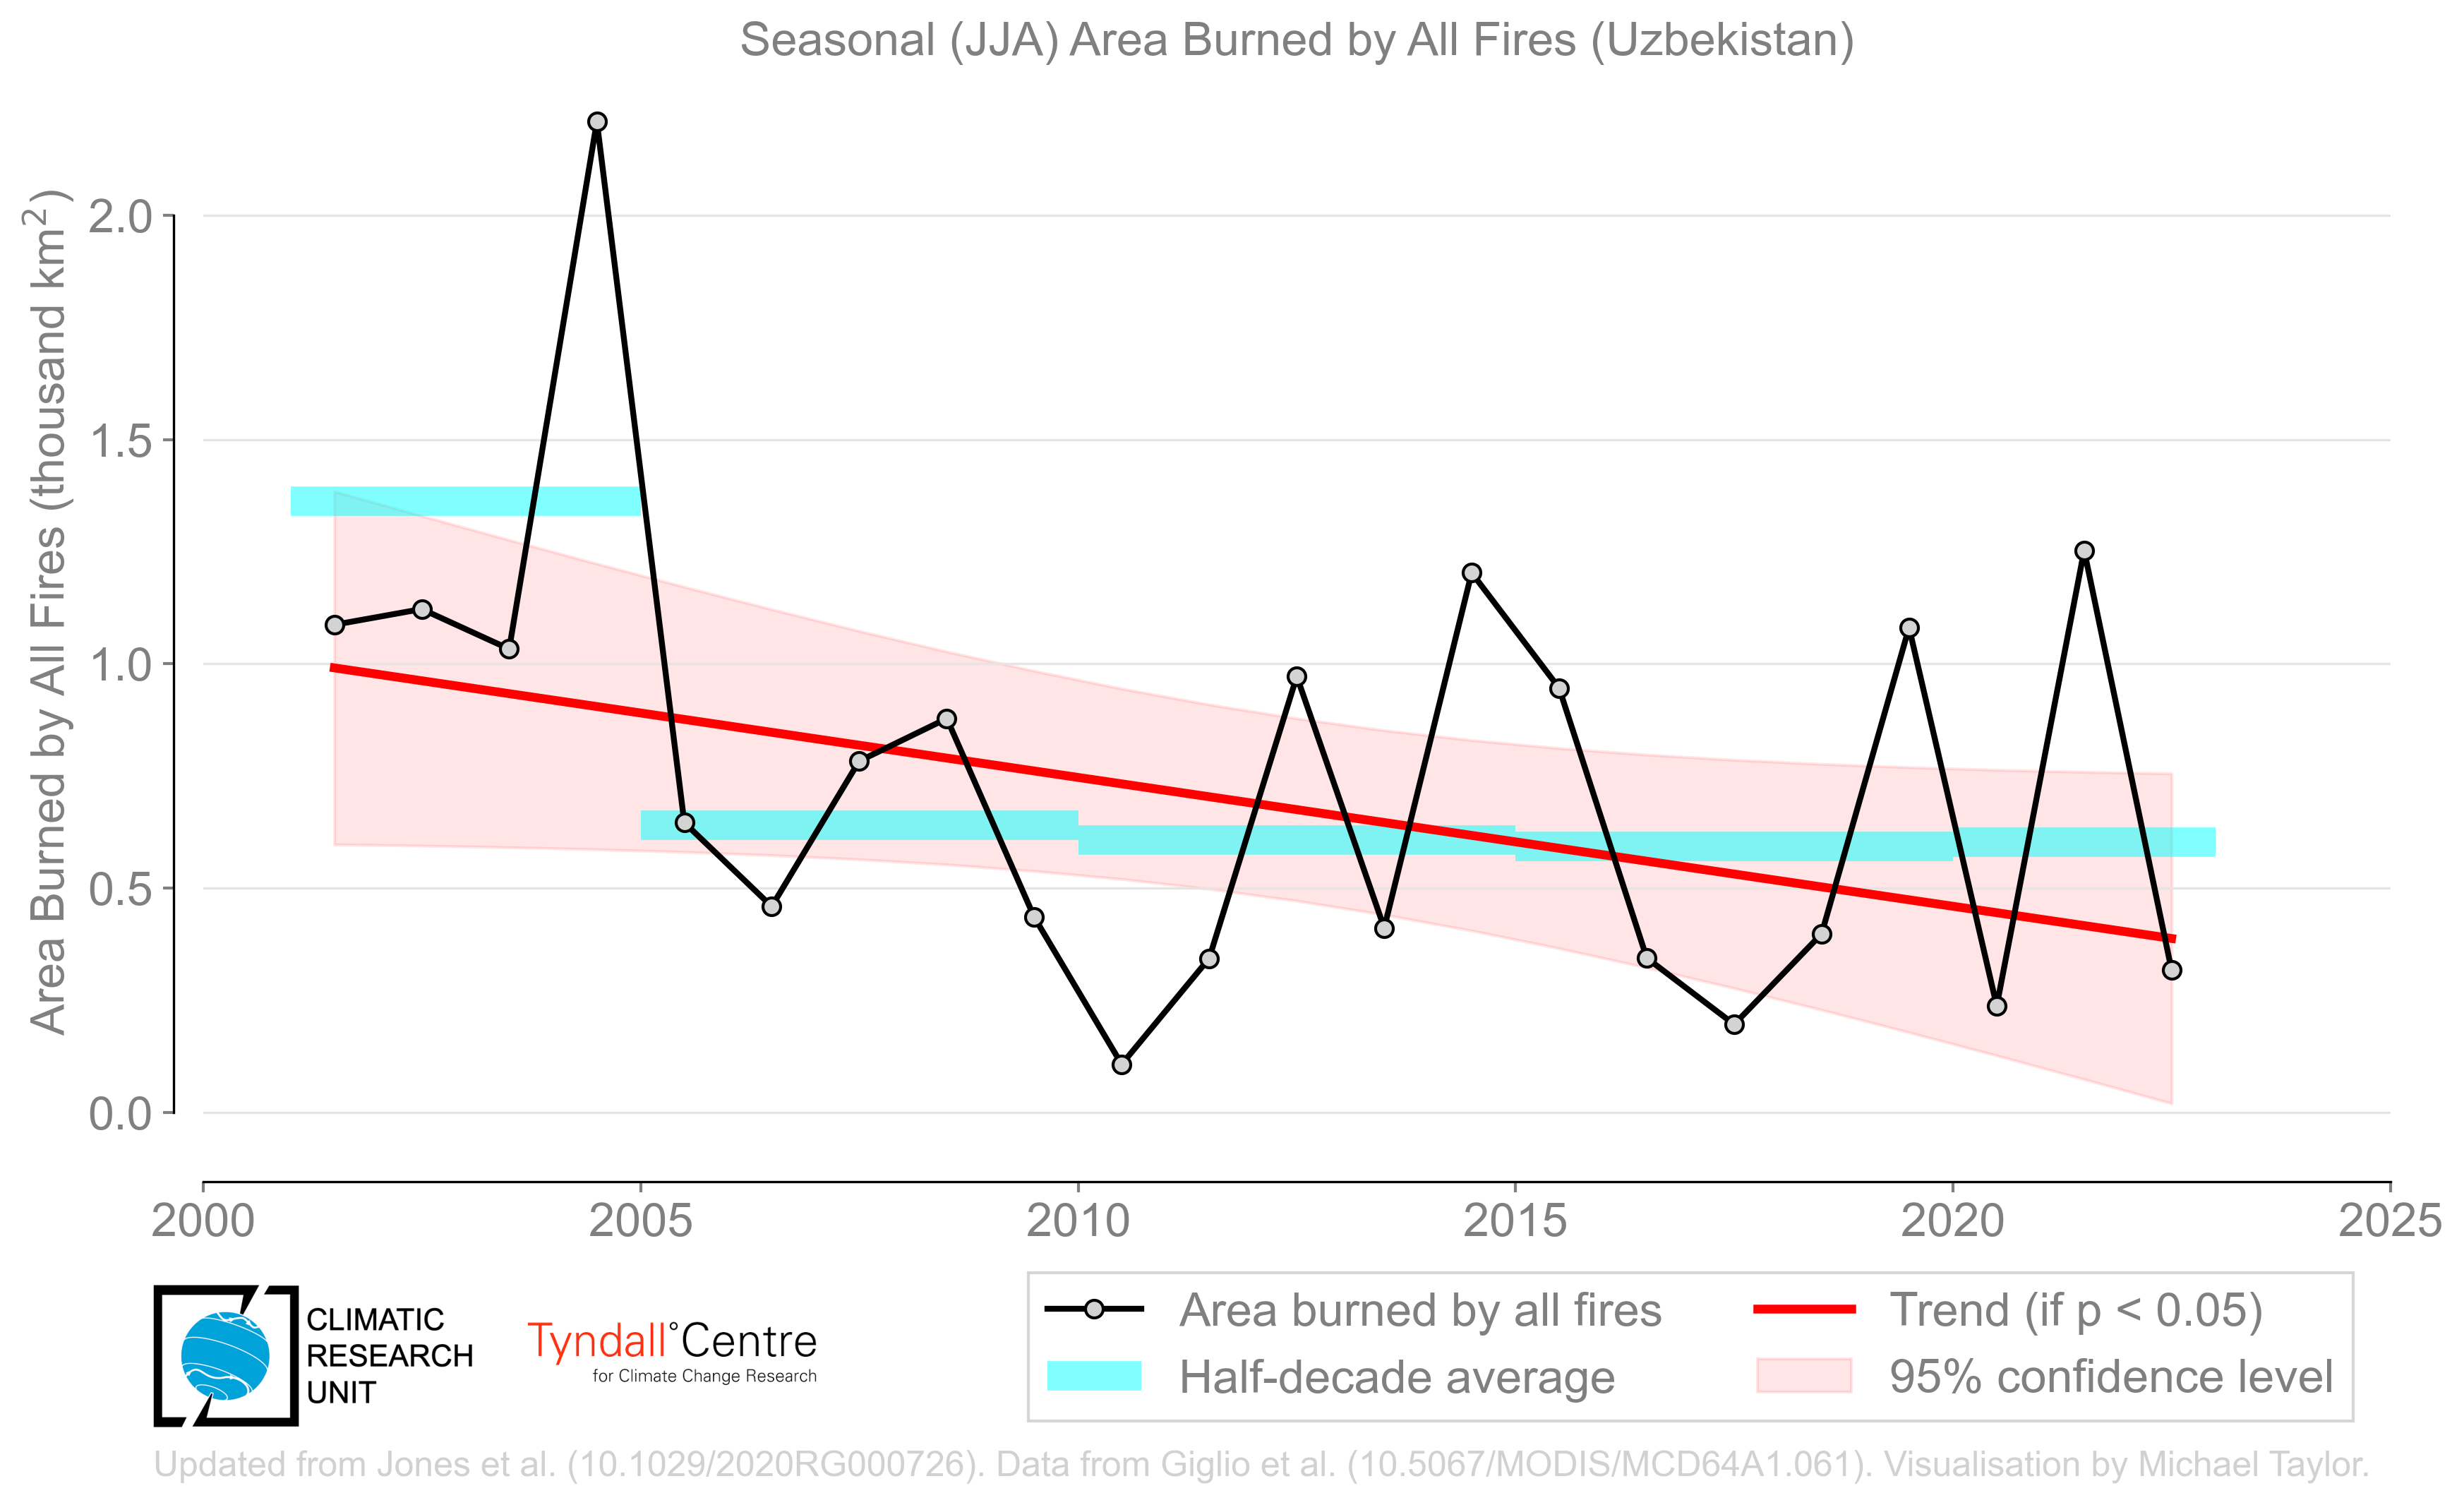 Seasonal (JJA) Area Burned by All Fires (Uzbekistan)
Area Burned by All Fires (thousand km²)
2.0
1.5
1.0
0.5
0.0
2000 2005 2010 2015 2020 2025
CLIMATIC
RESEARCH
UNIT
Tyndall°Centre
for Climate Change Research
Area burned by all fires
Half-decade average
Trend (if p < 0.05)
95% confidence level
Updated from Jones et al. (10.1029/2020RG000726). Data from Giglio et al. (10.5067/MODIS/MCD64A1.061). Visualisation by Michael Taylor.